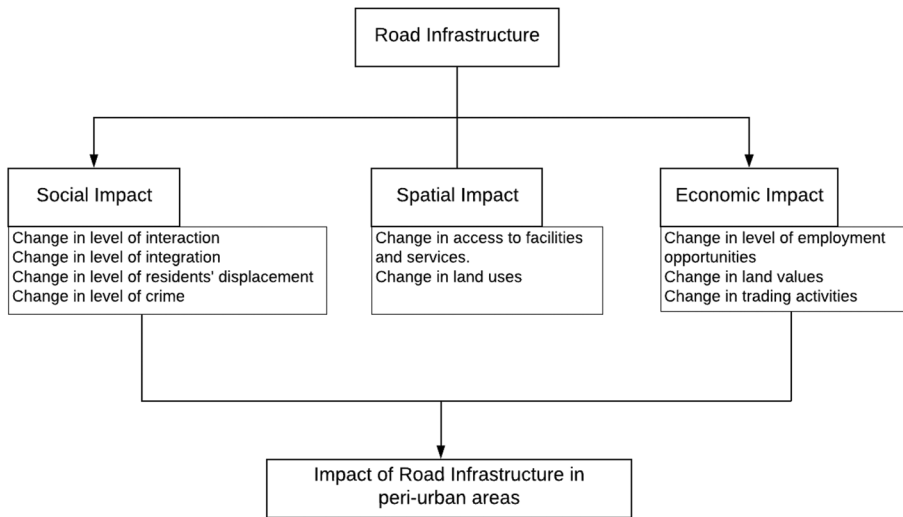 Road Infrastructure
Social Impact
Change in level of interaction
Change in level of integration
Change in level of residents' displacement
Change in level of crime
Spatial Impact
Change in access to facilities
and services.
Change in land uses
Economic Impact
Change in level of employment
opportunities
Change in land values
Change in trading activities
Impact of Road Infrastructure in
peri-urban areas